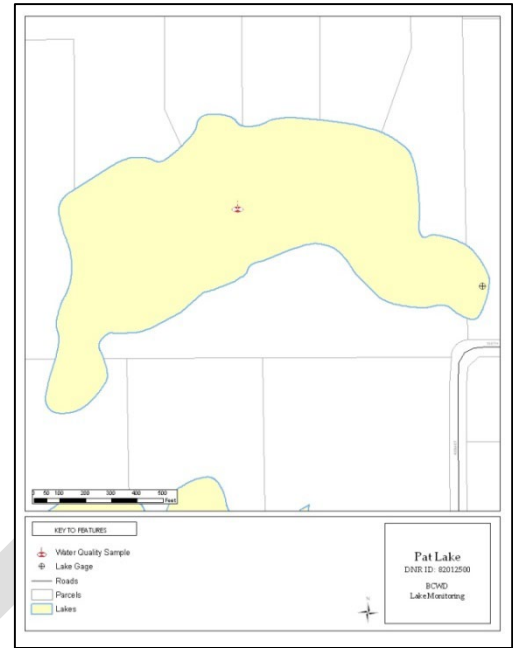 0 50 100 200 300 400 500
Feet
KEY TO FEATURES
Water Quality Sample
Lake Gage
Roads
Parcels
Lakes
N
Pat Lake
DNR ID: 82012500
BCWD
Lake Monitoring